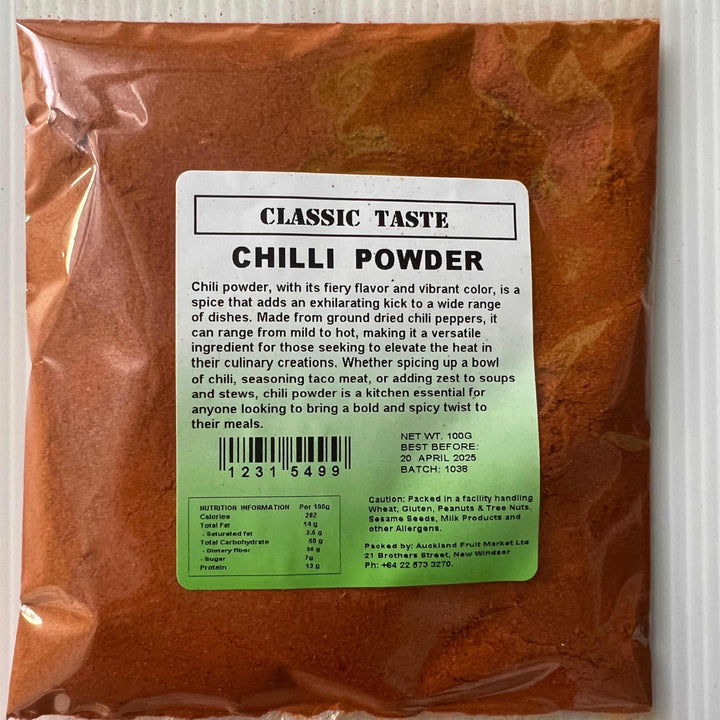 CLASSIC TASTE
CHILLI POWDER
Chili powder, with its fiery flavor and vibrant color, is a
spice that adds an exhilarating kick to a wide range
of dishes. Made from ground dried chili peppers, it
can range from mild to hot, making it a versatile
ingredient for those seeking to elevate the heat in
their culinary creations. Whether spicing up a bowl
of chili, seasoning taco meat, or adding zest to soups
and stews, chili powder is a kitchen essential for
anyone looking to bring a bold and spicy twist to
their meals.
1231 5499
NET WT. 100G
BEST BEFORE:
20 APRIL 2025
BATCH: 1038
NUTRITION INFORMATION Per 100g
Calories 282
Total Fat 14 g
- Saturated fat 2.6 g
Total Carbohydrate 50 g
- Dietary fiber 35 g
- Sugar 7g
Protein 13 g
Caution: Packed in a facility handling
Wheat, Gluten, Peanuts & Tree Nuts,
Sesame Seeds, Milk Products and
other Allergens.
Packed by: Auckland Fruit Market Ltd
21 Brothers Street, New Windsor
Ph: +64 22 573 3270.